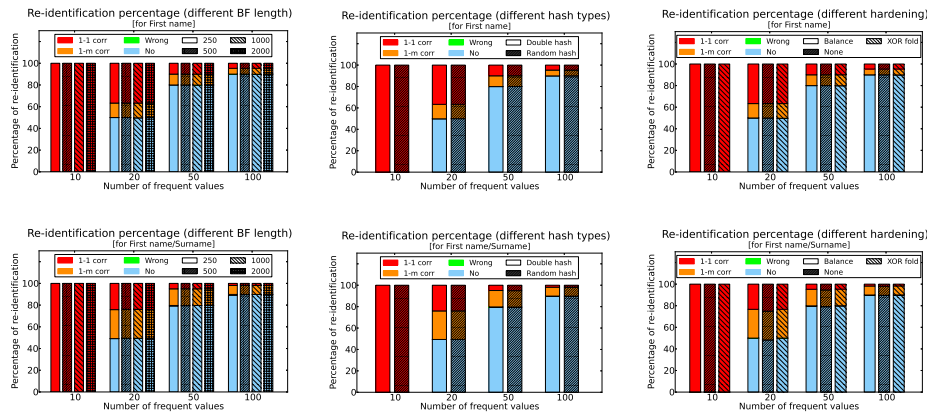 Re-identification percentage (different BF length)
[for First name]
1-1 corr Wrong 250 1000
1-m corr No 500 2000
Percentage of re-identification
100
80
60
40
20
0
10 20 50 100
Number of frequent values
Re-identification percentage (different hash types)
[for First name]
1-1 corr Wrong Double hash
1-m corr No Random hash
Percentage of re-identification
100
80
60
40
20
0
10 20 50 100
Number of frequent values
Re-identification percentage (different hardening)
[for First name]
1-1 corr Wrong Balance XOR fold
1-m corr No None
Percentage of re-identification
100
80
60
40
20
0
10 20 50 100
Number of frequent values
Re-identification percentage (different BF length)
[for First name/Surname]
1-1 corr Wrong 250 1000
1-m corr No 500 2000
Percentage of re-identification
100
80
60
40
20
0
10 20 50 100
Number of frequent values
Re-identification percentage (different hash types)
[for First name/Surname]
1-1 corr Wrong Double hash
1-m corr No Random hash
Percentage of re-identification
100
80
60
40
20
0
10 20 50 100
Number of frequent values
Re-identification percentage (different hardening)
[for First name/Surname]
1-1 corr Wrong Balance XOR fold
1-m corr No None
Percentage of re-identification
100
80
60
40
20
0
10 20 50 100
Number of frequent values